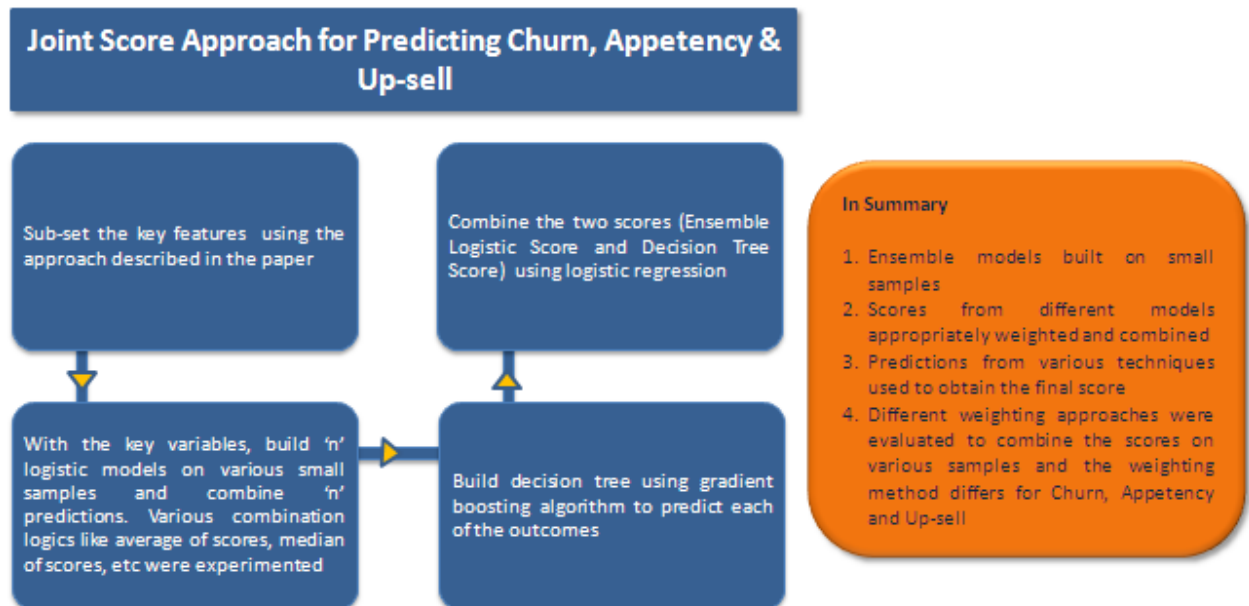 Joint Score Approach for Predicting Churn, Appetency &
Up-sell
Sub-set the key features using the
approach described in the paper
With the key variables, build ‘n’
logistic models on various small
samples and combine ‘n’
predictions. Various combination
logics like average of scores, median
of scores, etc were experimented
Build decision tree using gradient
boosting algorithm to predict each
of the outcomes
Combine the two scores (Ensemble
Logistic Score and Decision Tree
Score) using logistic regression
In Summary
1. Ensemble models built on small
samples
2. Scores from different models
appropriately weighted and combined
3. Predictions from various techniques
used to obtain the final score
4. Different weighting approaches were
evaluated to combine the scores on
various samples and the weighting
method differs for Churn, Appetency
and Up-sell